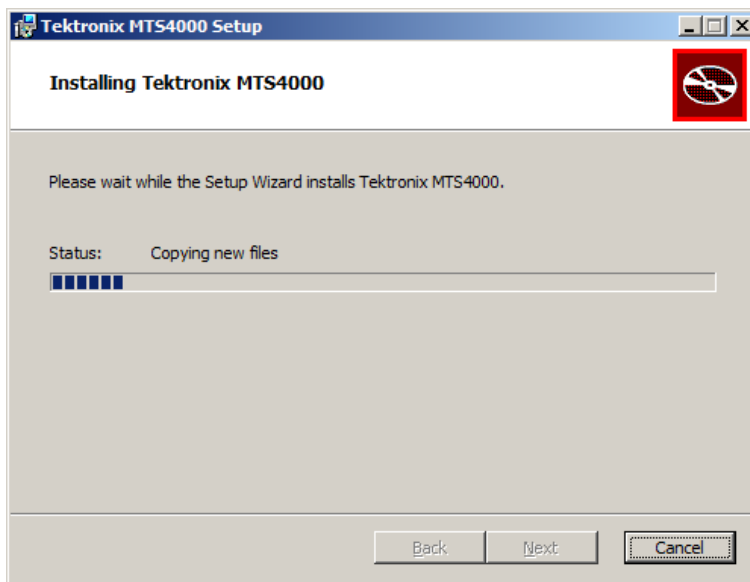 Tektronix MTS4000 Setup
Installing Tektronix MTS4000
Please wait while the Setup Wizard installs Tektronix MTS4000.
Status: Copying new files
Back Next Cancel